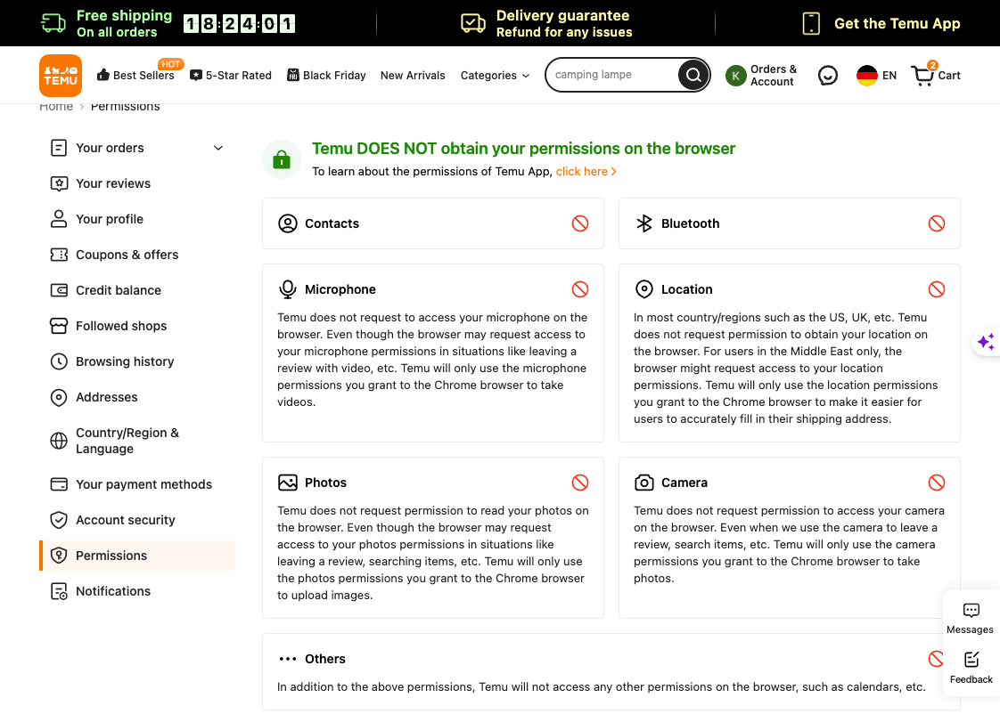 Free shipping
On all orders
18:24:01
Delivery guarantee
Refund for any issues
Get the Temu App
TEMU
Best Sellers
HOT
5-Star Rated
Black Friday
New Arrivals
Categories
camping lampe
K
Orders &
Account
EN
2
Cart
Home › Permissions
Your orders
Your reviews
Your profile
Coupons & offers
Credit balance
Followed shops
Browsing history
Addresses
Country/Region &
Language
Your payment methods
Account security
Permissions
Notifications
Temu DOES NOT obtain your permissions on the browser
To learn about the permissions of Temu App, click here >
Contacts
Bluetooth
Microphone
Temu does not request to access your microphone on the
browser. Even though the browser may request access to
your microphone permissions in situations like leaving a
review with video, etc. Temu will only use the microphone
permissions you grant to the Chrome browser to take
videos.
Location
In most country/regions such as the US, UK, etc. Temu
does not request permission to obtain your location on
the browser. For users in the Middle East only, the
browser might request access to your location
permissions. Temu will only use the location permissions
you grant to the Chrome browser to make it easier for
users to accurately fill in their shipping address.
Photos
Temu does not request permission to read your photos on
the browser. Even though the browser may request
access to your photos permissions in situations like
leaving a review, searching items, etc. Temu will only use
the photos permissions you grant to the Chrome browser
to upload images.
Camera
Temu does not request permission to access your camera
on the browser. Even when we use the camera to leave a
review, search items, etc. Temu will only use the camera
permissions you grant to the Chrome browser to take
photos.
Others
In addition to the above permissions, Temu will not access any other permissions on the browser, such as calendars, etc.
Messages
Feedback